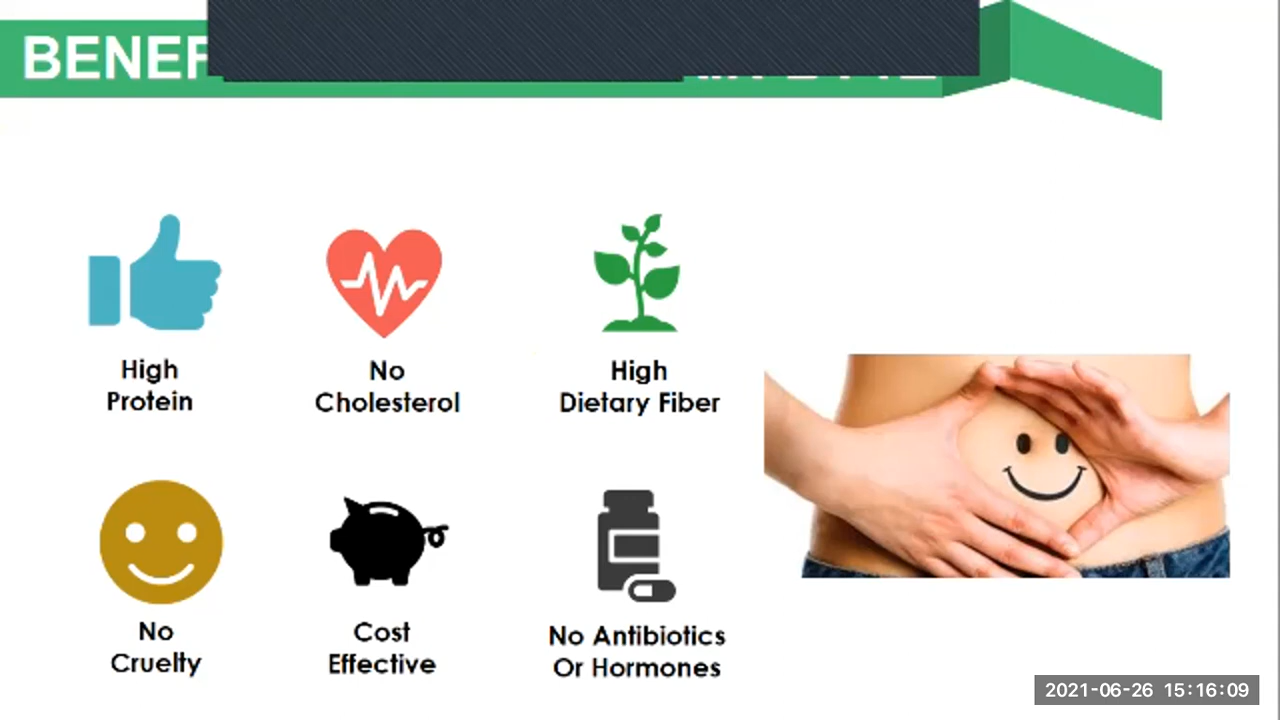 High
Protein
No
Cholesterol
High
Dietary Fiber
No
Cruelty
Cost
Effective
No Antibiotics
Or Hormones
2021-06-26 15:16:09